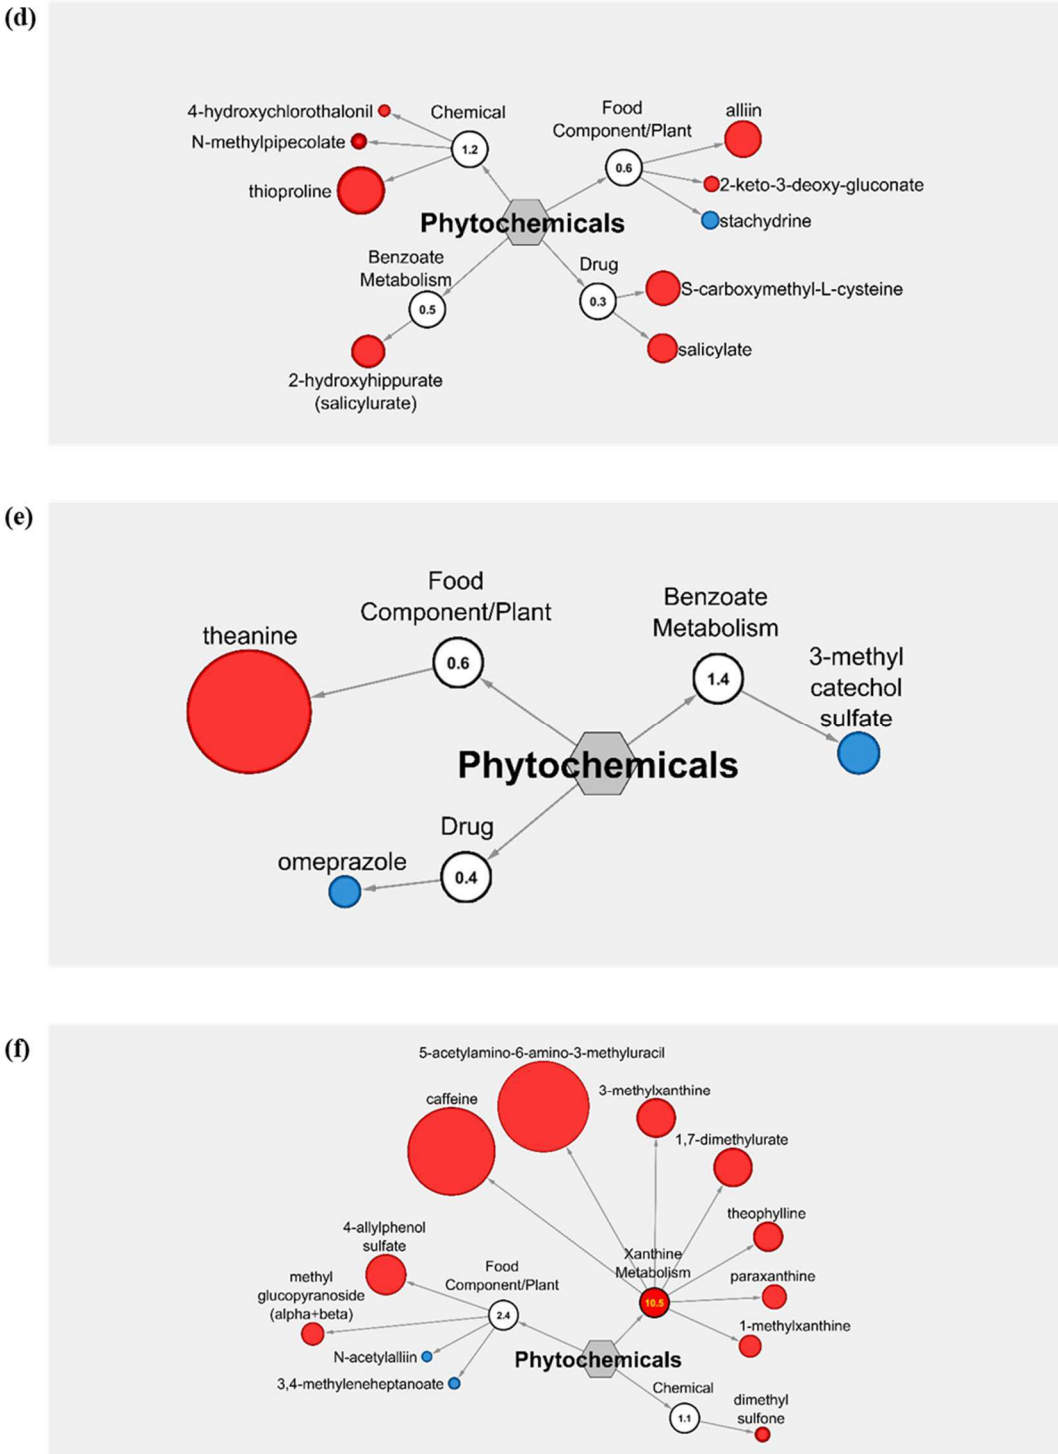 (d)
4-hydroxychlorothalonil
Chemical
N-methylpipecolate
1.2
thioproline
Food
Component/Plant
alliin
0.6
2-keto-3-deoxy-gluconate
stachydrine
Phytochemicals
Benzoate
Metabolism
0.5
2-hydroxyhippurate
(salicylurate)
Drug
0.3
S-carboxymethyl-L-cysteine
salicylate
(e)
Food
Component/Plant
theanine
0.6
Benzoate
Metabolism
1.4
3-methyl
catechol
sulfate
Phytochemicals
Drug
omeprazole
0.4
(f)
5-acetylamino-6-amino-3-methyluracil
caffeine
3-methylxanthine
1,7-dimethylurate
theophylline
Xanthine
Metabolism
10.5
paraxanthine
1-methylxanthine
4-allylphenol
sulfate
Food
Component/Plant
methyl
glucopyranoside
(alpha+beta)
2.4
N-acetylalliin
3,4-methyleneheptanoate
Phytochemicals
Chemical
1.1
dimethyl
sulfone